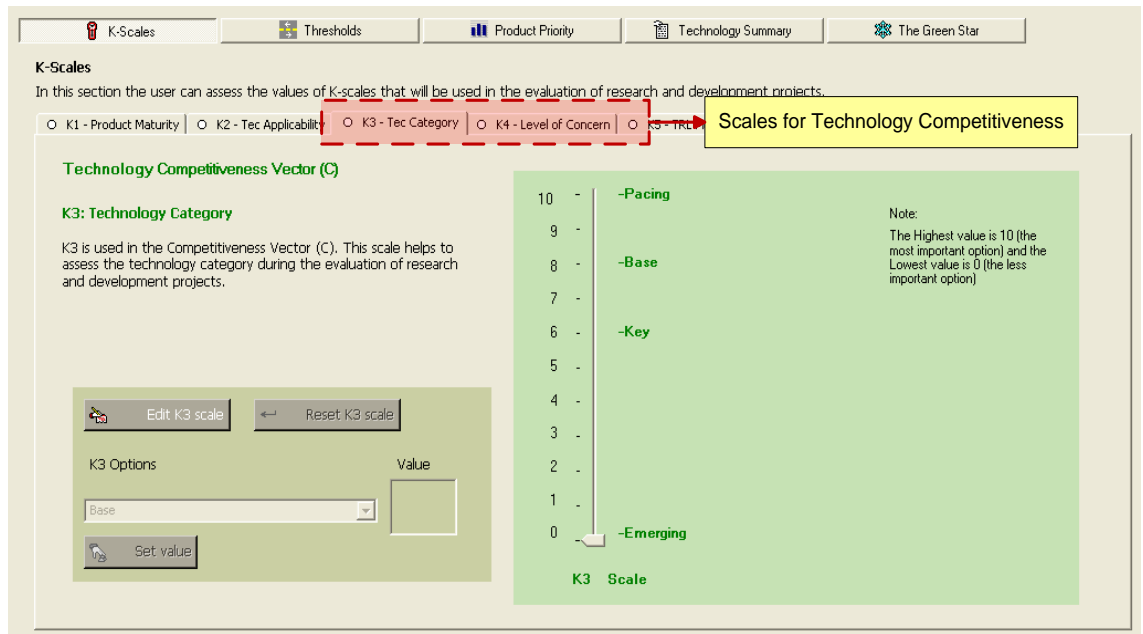 K-Scales
Thresholds
Product Priority
Technology Summary
The Green Star
K-Scales
In this section the user can assess the values of K-scales that will be used in the evaluation of research and development projects.
K1 - Product Maturity
K2 - Tec Applicability
K3 - Tec Category
K4 - Level of Concern
K5 - TRL
Scales for Technology Competitiveness
Technology Competitiveness Vector (C)
K3: Technology Category
K3 is used in the Competitiveness Vector (C). This scale helps to
assess the technology category during the evaluation of research
and development projects.
Edit K3 scale
Reset K3 scale
K3 Options
Value
Base
Set value
10 - -Pacing
9 -
8 - -Base
7 -
6 - -Key
5 -
4 -
3 -
2 -
1 -
0 - -Emerging
K3 Scale
Note:
The Highest value is 10 (the
most important option) and the
Lowest value is 0 (the less
important option)